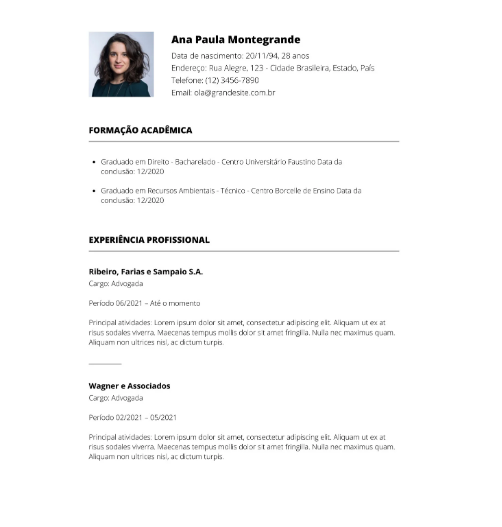 Ana Paula Montegrande
Data de nascimento: 20/11/94, 28 anos
Endereço: Rua Alegre, 123 - Cidade Brasileira, Estado, País
Telefone: (12) 3456-7890
Email: ola@grandesite.com.br
FORMAÇÃO ACADÊMICA
• Graduado em Direito - Bacharelado - Centro Universitário Faustino Data da
conclusão: 12/2020
• Graduado em Recursos Ambientais - Técnico - Centro Borcelle de Ensino Data da
conclusão: 12/2020
EXPERIÊNCIA PROFISSIONAL
Ribeiro, Farias e Sampaio S.A.
Cargo: Advogada
Período 06/2021 – Até o momento
Principal atividades: Lorem ipsum dolor sit amet, consectetur adipiscing elit. Aliquam ut ex at
risus sodales viverra. Maecenas tempus mollis dolor sit amet fringilla. Nulla nec maximus quam.
Aliquam non ultrices nisl, ac dictum turpis.
Wagner e Associados
Cargo: Advogada
Período 02/2021 – 05/2021
Principal atividades: Lorem ipsum dolor sit amet, consectetur adipiscing elit. Aliquam ut ex at
risus sodales viverra. Maecenas tempus mollis dolor sit amet fringilla. Nulla nec maximus quam.
Aliquam non ultrices nisl, ac dictum turpis.